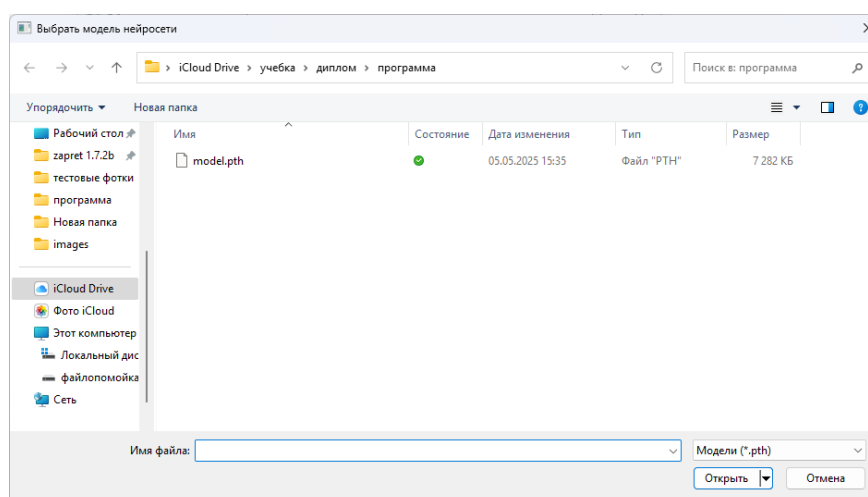 Выбрать модель нейросети
iCloud Drive › учебка › диплом › программа
Поиск в: программа
Упорядочить
Новая папка
Рабочий стол
zapret 1.7.2b
тестовые фотки
программа
Новая папка
images
iCloud Drive
Фото iCloud
Этот компьютер
Локальный дис
файлопомойка
Сеть
Имя Состояние Дата изменения Тип Размер
model.pth 05.05.2025 15:35 Файл "PTH" 7 282 КБ
Имя файла:
Модели (*.pth)
Открыть Отмена